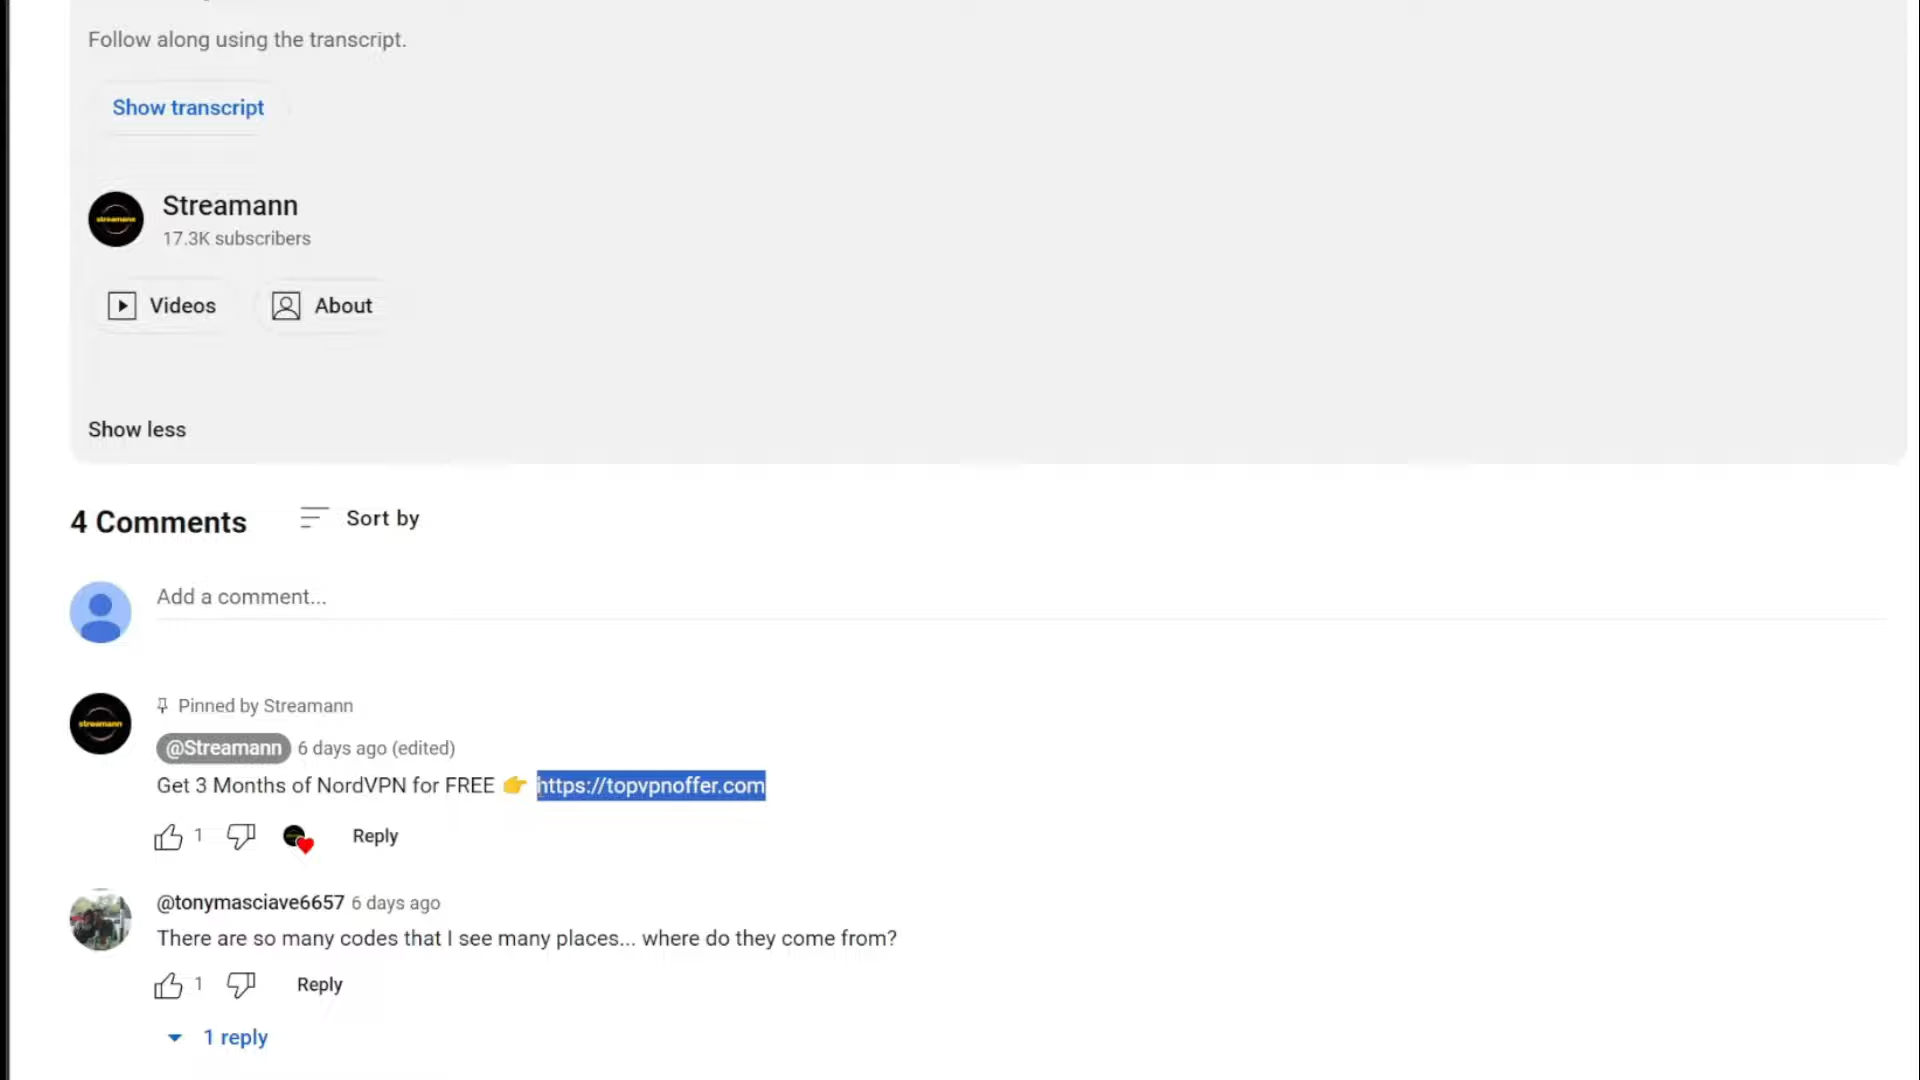 Follow along using the transcript.
Show transcript
streamann
Streamann
17.3K subscribers
Videos
About
Show less
4 Comments
Sort by
Add a comment...
streamann
Pinned by Streamann
@Streamann 6 days ago (edited)
Get 3 Months of NordVPN for FREE 👉 https://topvpnoffer.com
1
Reply
@tonymasciave6657 6 days ago
There are so many codes that I see many places... where do they come from?
1
Reply
1 reply